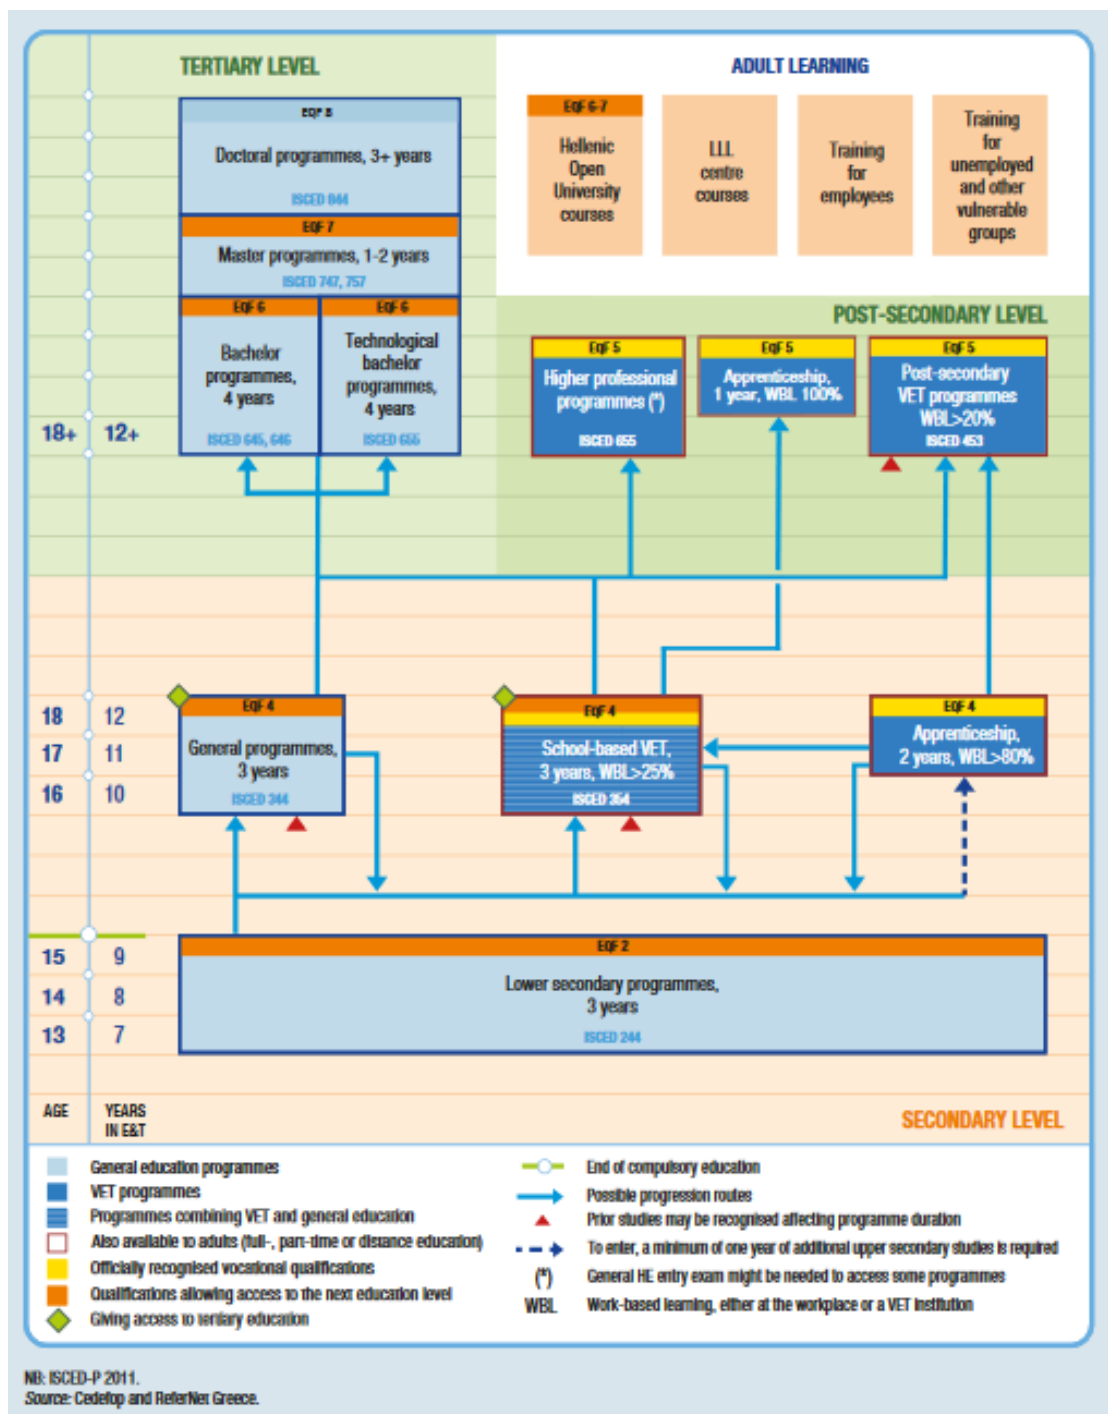 TERTIARY LEVEL
EQF 8
Doctoral programmes, 3+ years
ISCED 844
EQF 7
Master programmes, 1-2 years
ISCED 747, 757
EQF 6
Bachelor
programmes,
4 years
ISCED 645, 646
EQF 6
Technological
bachelor
programmes,
4 years
ISCED 655
ADULT LEARNING
EQF 6-7
Hellenic
Open
University
courses
LLL
centre
courses
Training
for
employees
Training
for
unemployed
and other
vulnerable
groups
POST-SECONDARY LEVEL
EQF 5
Higher professional
programmes (*)
ISCED 655
EQF 5
Apprenticeship,
1 year, WBL 100%
EQF 5
Post-secondary
VET programmes
WBL>20%
ISCED 453
18+ 12+
EQF 4
General programmes,
3 years
ISCED 344
EQF 4
School-based VET,
3 years, WBL>25%
ISCED 354
EQF 4
Apprenticeship,
2 years, WBL>80%
18 12
17 11
16 10
EQF 2
Lower secondary programmes,
3 years
ISCED 244
15 9
14 8
13 7
AGE
YEARS
IN E&T
SECONDARY LEVEL
General education programmes
VET programmes
Programmes combining VET and general education
Also available to adults (full-, part-time or distance education)
Officially recognised vocational qualifications
Qualifications allowing access to the next education level
Giving access to tertiary education
End of compulsory education
Possible progression routes
Prior studies may be recognised affecting programme duration
To enter, a minimum of one year of additional upper secondary studies is required
(*) General HE entry exam might be needed to access some programmes
WBL Work-based learning, either at the workplace or a VET institution
NB: ISCED-P 2011.
Source: Cedefop and ReferNet Greece.